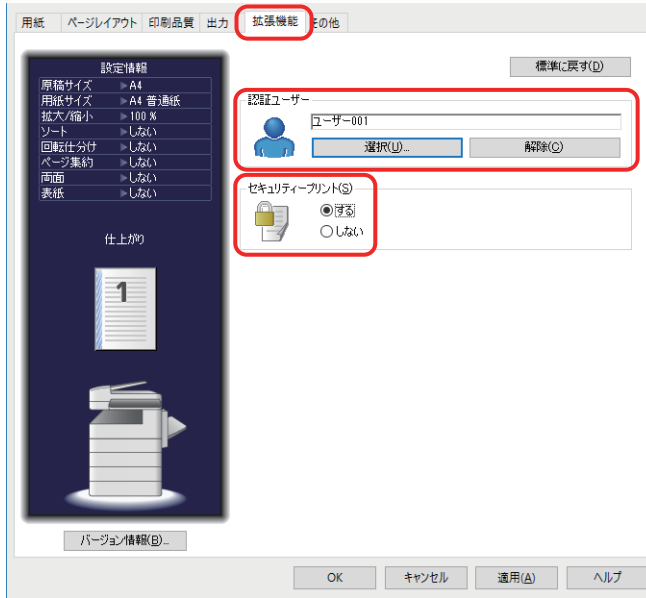 用紙 ページレイアウト 印刷品質 出力 拡張機能 その他
設定情報
原稿サイズ ▶A4
用紙サイズ ▶A4 普通紙
拡大/縮小 ▶100 %
ソート ▶しない
回転仕分け ▶しない
ページ集約 ▶しない
両面 ▶しない
表紙 ▶しない
仕上がり
1
バージョン情報(B)...
標準に戻す(D)
認証ユーザー
ユーザー001
選択(U)...
解除(C)
セキュリティープリント(S)
する
しない
OK キャンセル 適用(A) ヘルプ